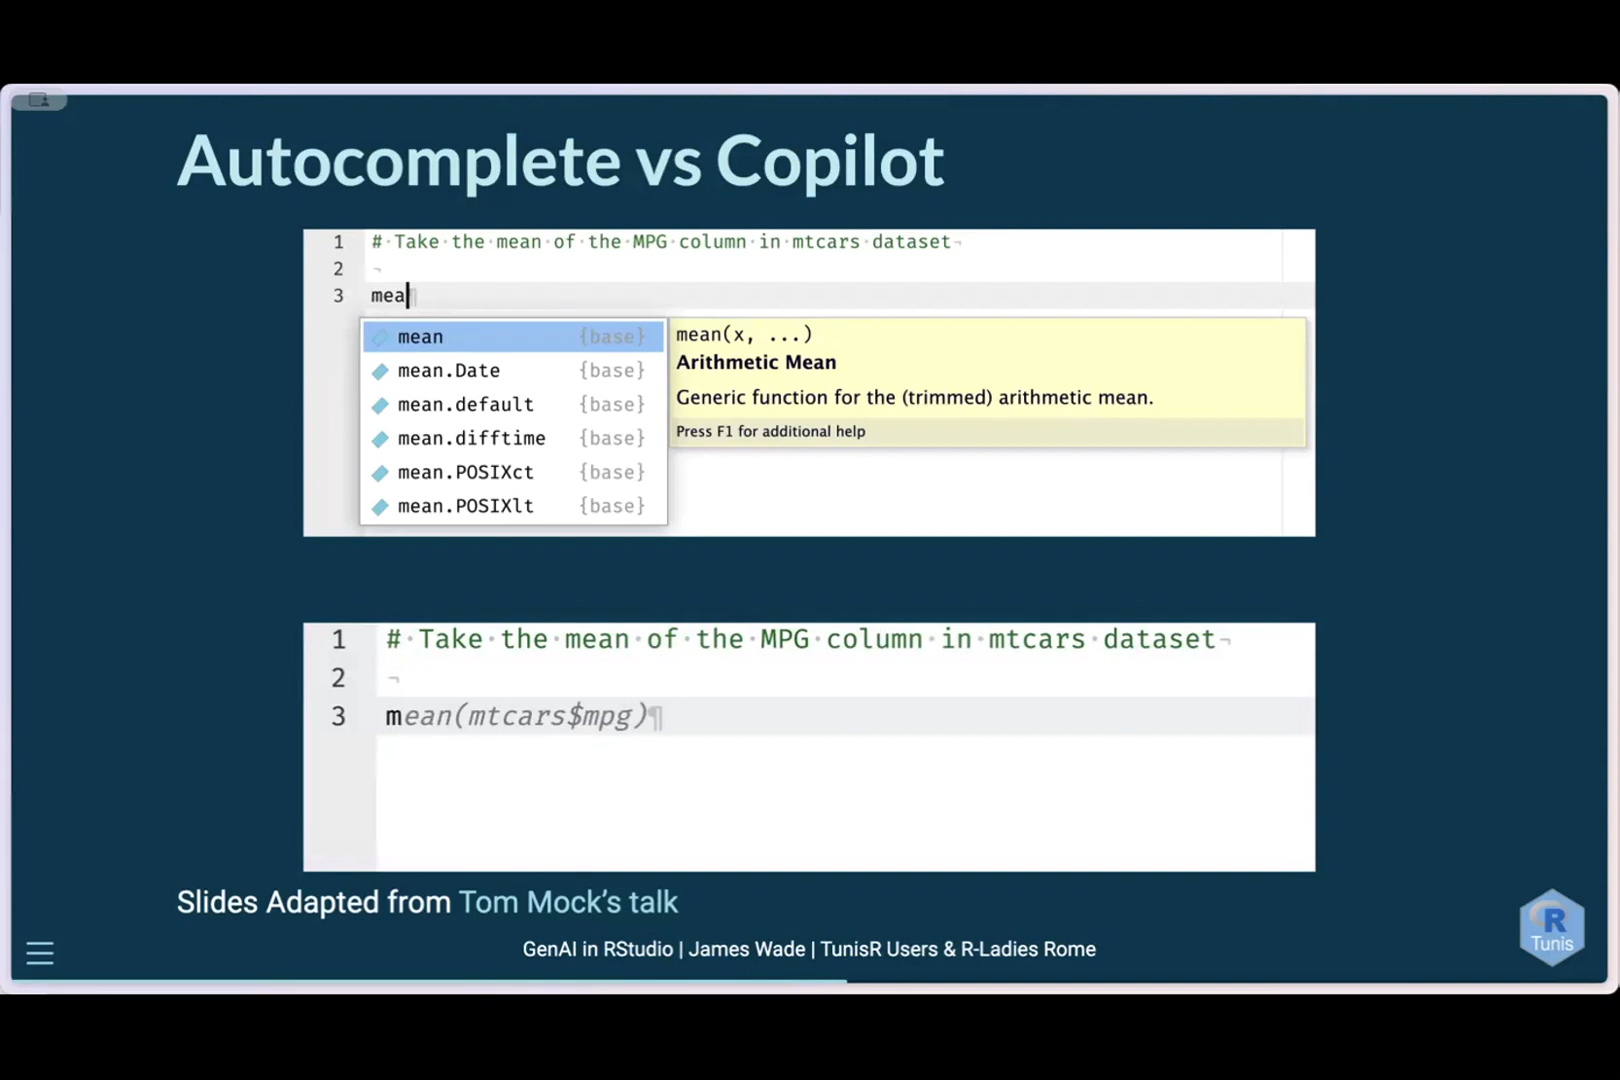 Autocomplete vs Copilot
1 # Take the mean of the MPG column in mtcars dataset
2
3 mea
mean {base}
mean.Date {base}
mean.default {base}
mean.difftime {base}
mean.POSIXct {base}
mean.POSIXlt {base}
mean(x, ...)
Arithmetic Mean
Generic function for the (trimmed) arithmetic mean.
Press F1 for additional help
1 # Take the mean of the MPG column in mtcars dataset
2
3 mean(mtcars$mpg)
Slides Adapted from Tom Mock’s talk
GenAI in RStudio | James Wade | TunisR Users & R-Ladies Rome
R
Tunis